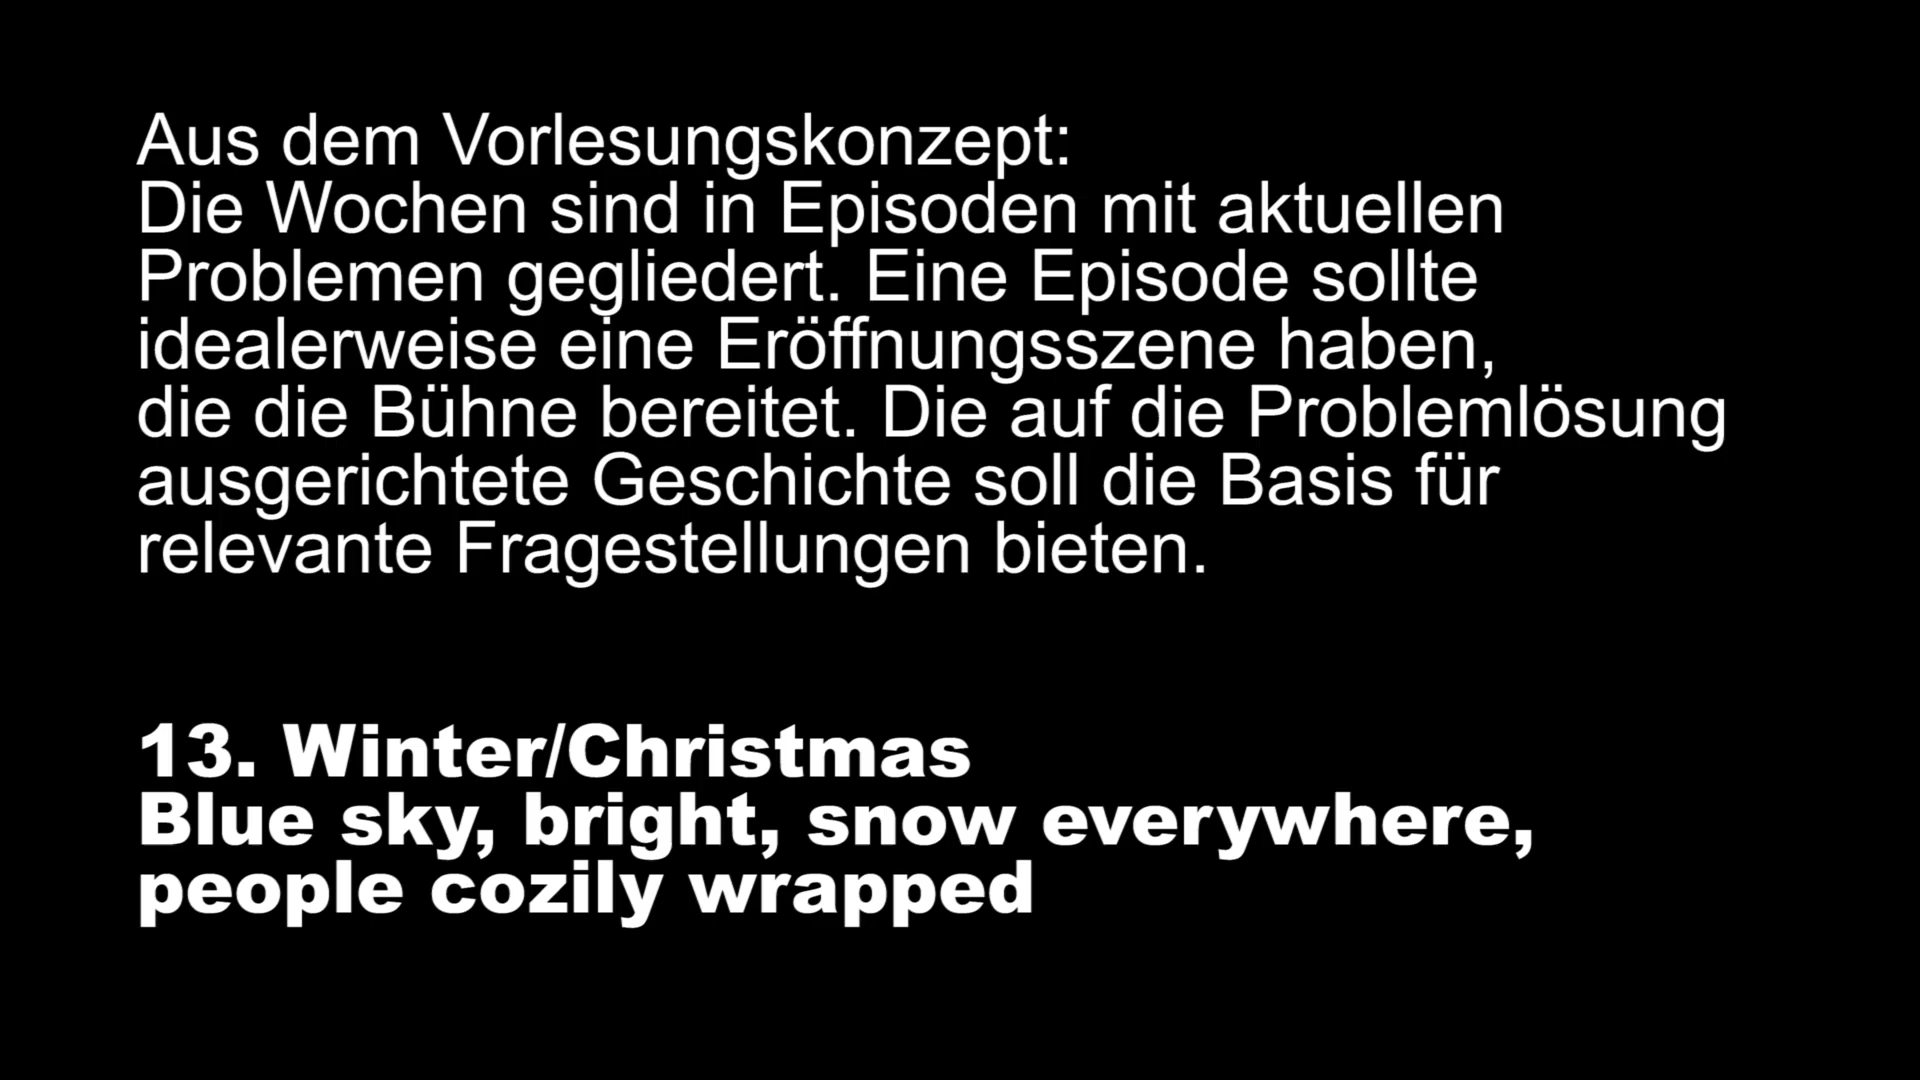 Aus dem Vorlesungskonzept:
Die Wochen sind in Episoden mit aktuellen
Problemen gegliedert. Eine Episode sollte
idealerweise eine Eröffnungsszene haben,
die die Bühne bereitet. Die auf die Problemlösung
ausgerichtete Geschichte soll die Basis für
relevante Fragestellungen bieten.
13. Winter/Christmas
Blue sky, bright, snow everywhere,
people cozily wrapped